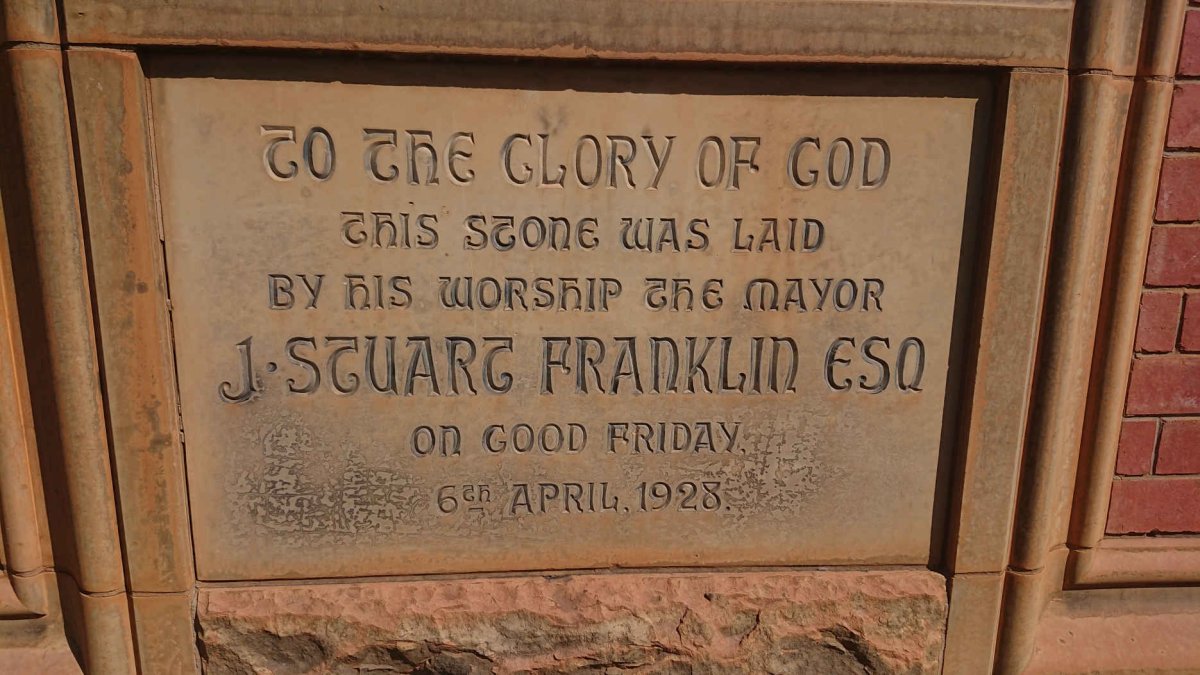 TO THE GLORY OF GOD
THIS STONE WAS LAID
BY HIS WORSHIP THE MAYOR
J. STUART FRANKLIN ESQ
ON GOOD FRIDAY,
6th APRIL, 1928.